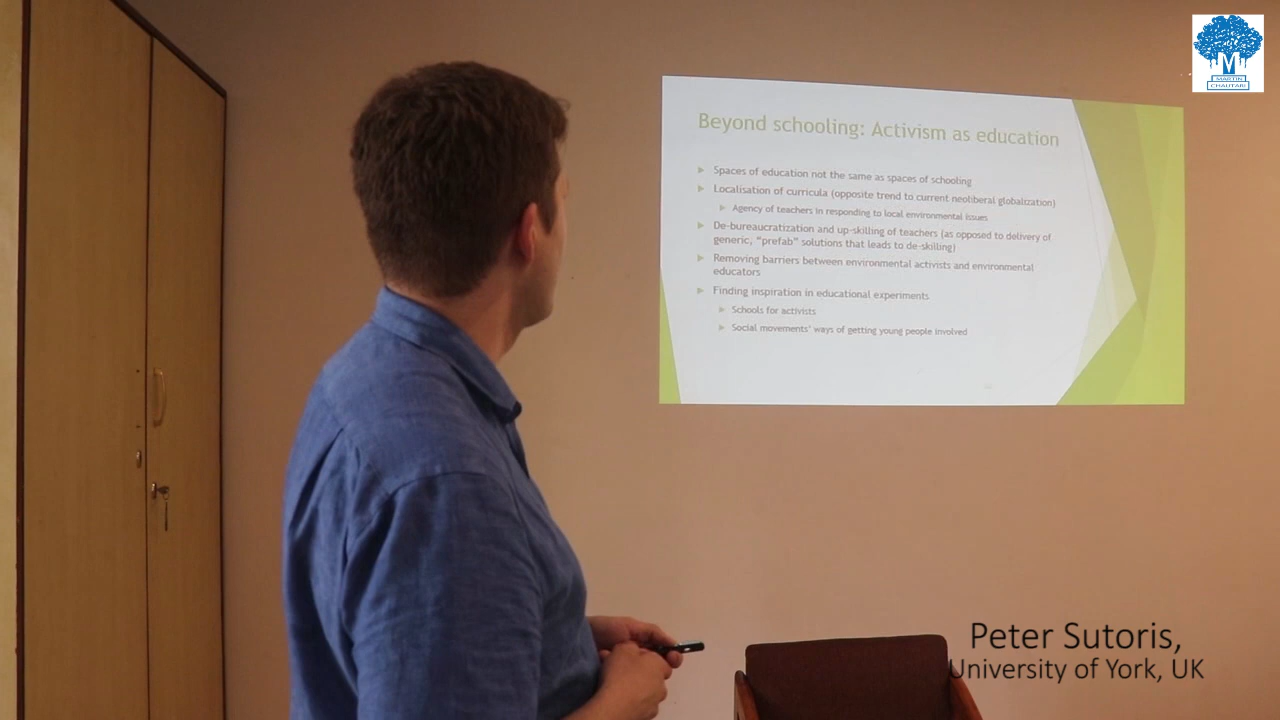 M
MARTIN
CHAUTARI
Beyond schooling: Activism as education
Spaces of education not the same as spaces of schooling
Localisation of curricula (opposite trend to current neoliberal globalization)
Agency of teachers in responding to local environmental issues
De-bureaucratization and up-skilling of teachers (as opposed to delivery of
generic, “prefab” solutions that leads to de-skilling)
Removing barriers between environmental activists and environmental
educators
Finding inspiration in educational experiments
Schools for activists
Social movements’ ways of getting young people involved
Peter Sutoris,
University of York, UK